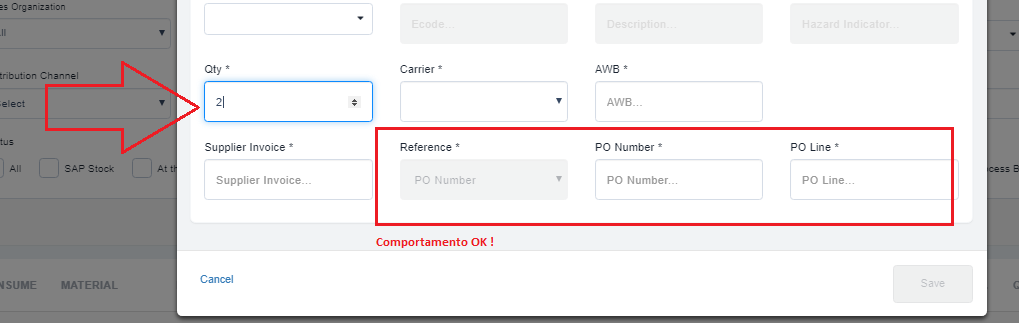 es Organization
Ecode...
Description...
Hazard Indicator...
ll
tribution Channel
Qty *
Carrier *
AWB *
Select
2
AWB...
tus
Supplier Invoice *
Reference *
PO Number *
PO Line *
All
SAP Stock
At th
Supplier Invoice...
PO Number
PO Number...
PO Line...
cess B
Comportamento OK !
Cancel
Save
NSUME
MATERIAL
Q